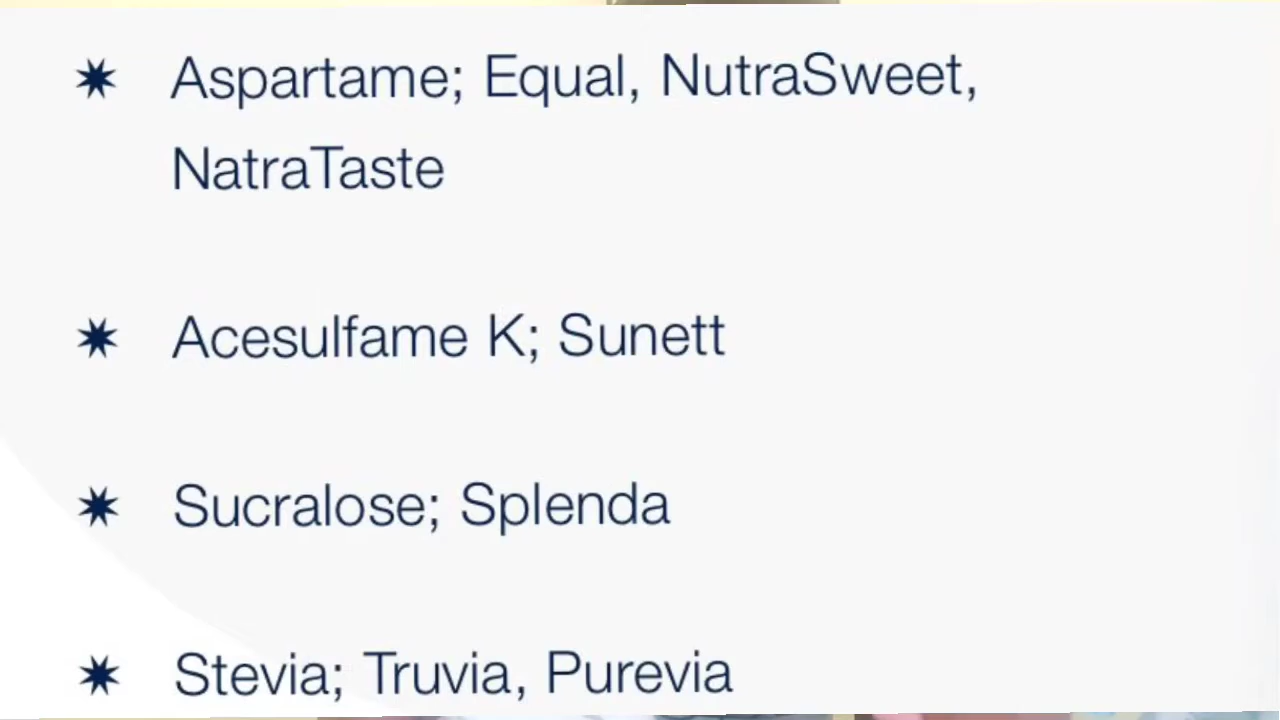 Aspartame; Equal, NutraSweet,
NatraTaste
Acesulfame K; Sunett
Sucralose; Splenda
Stevia; Truvia, Purevia